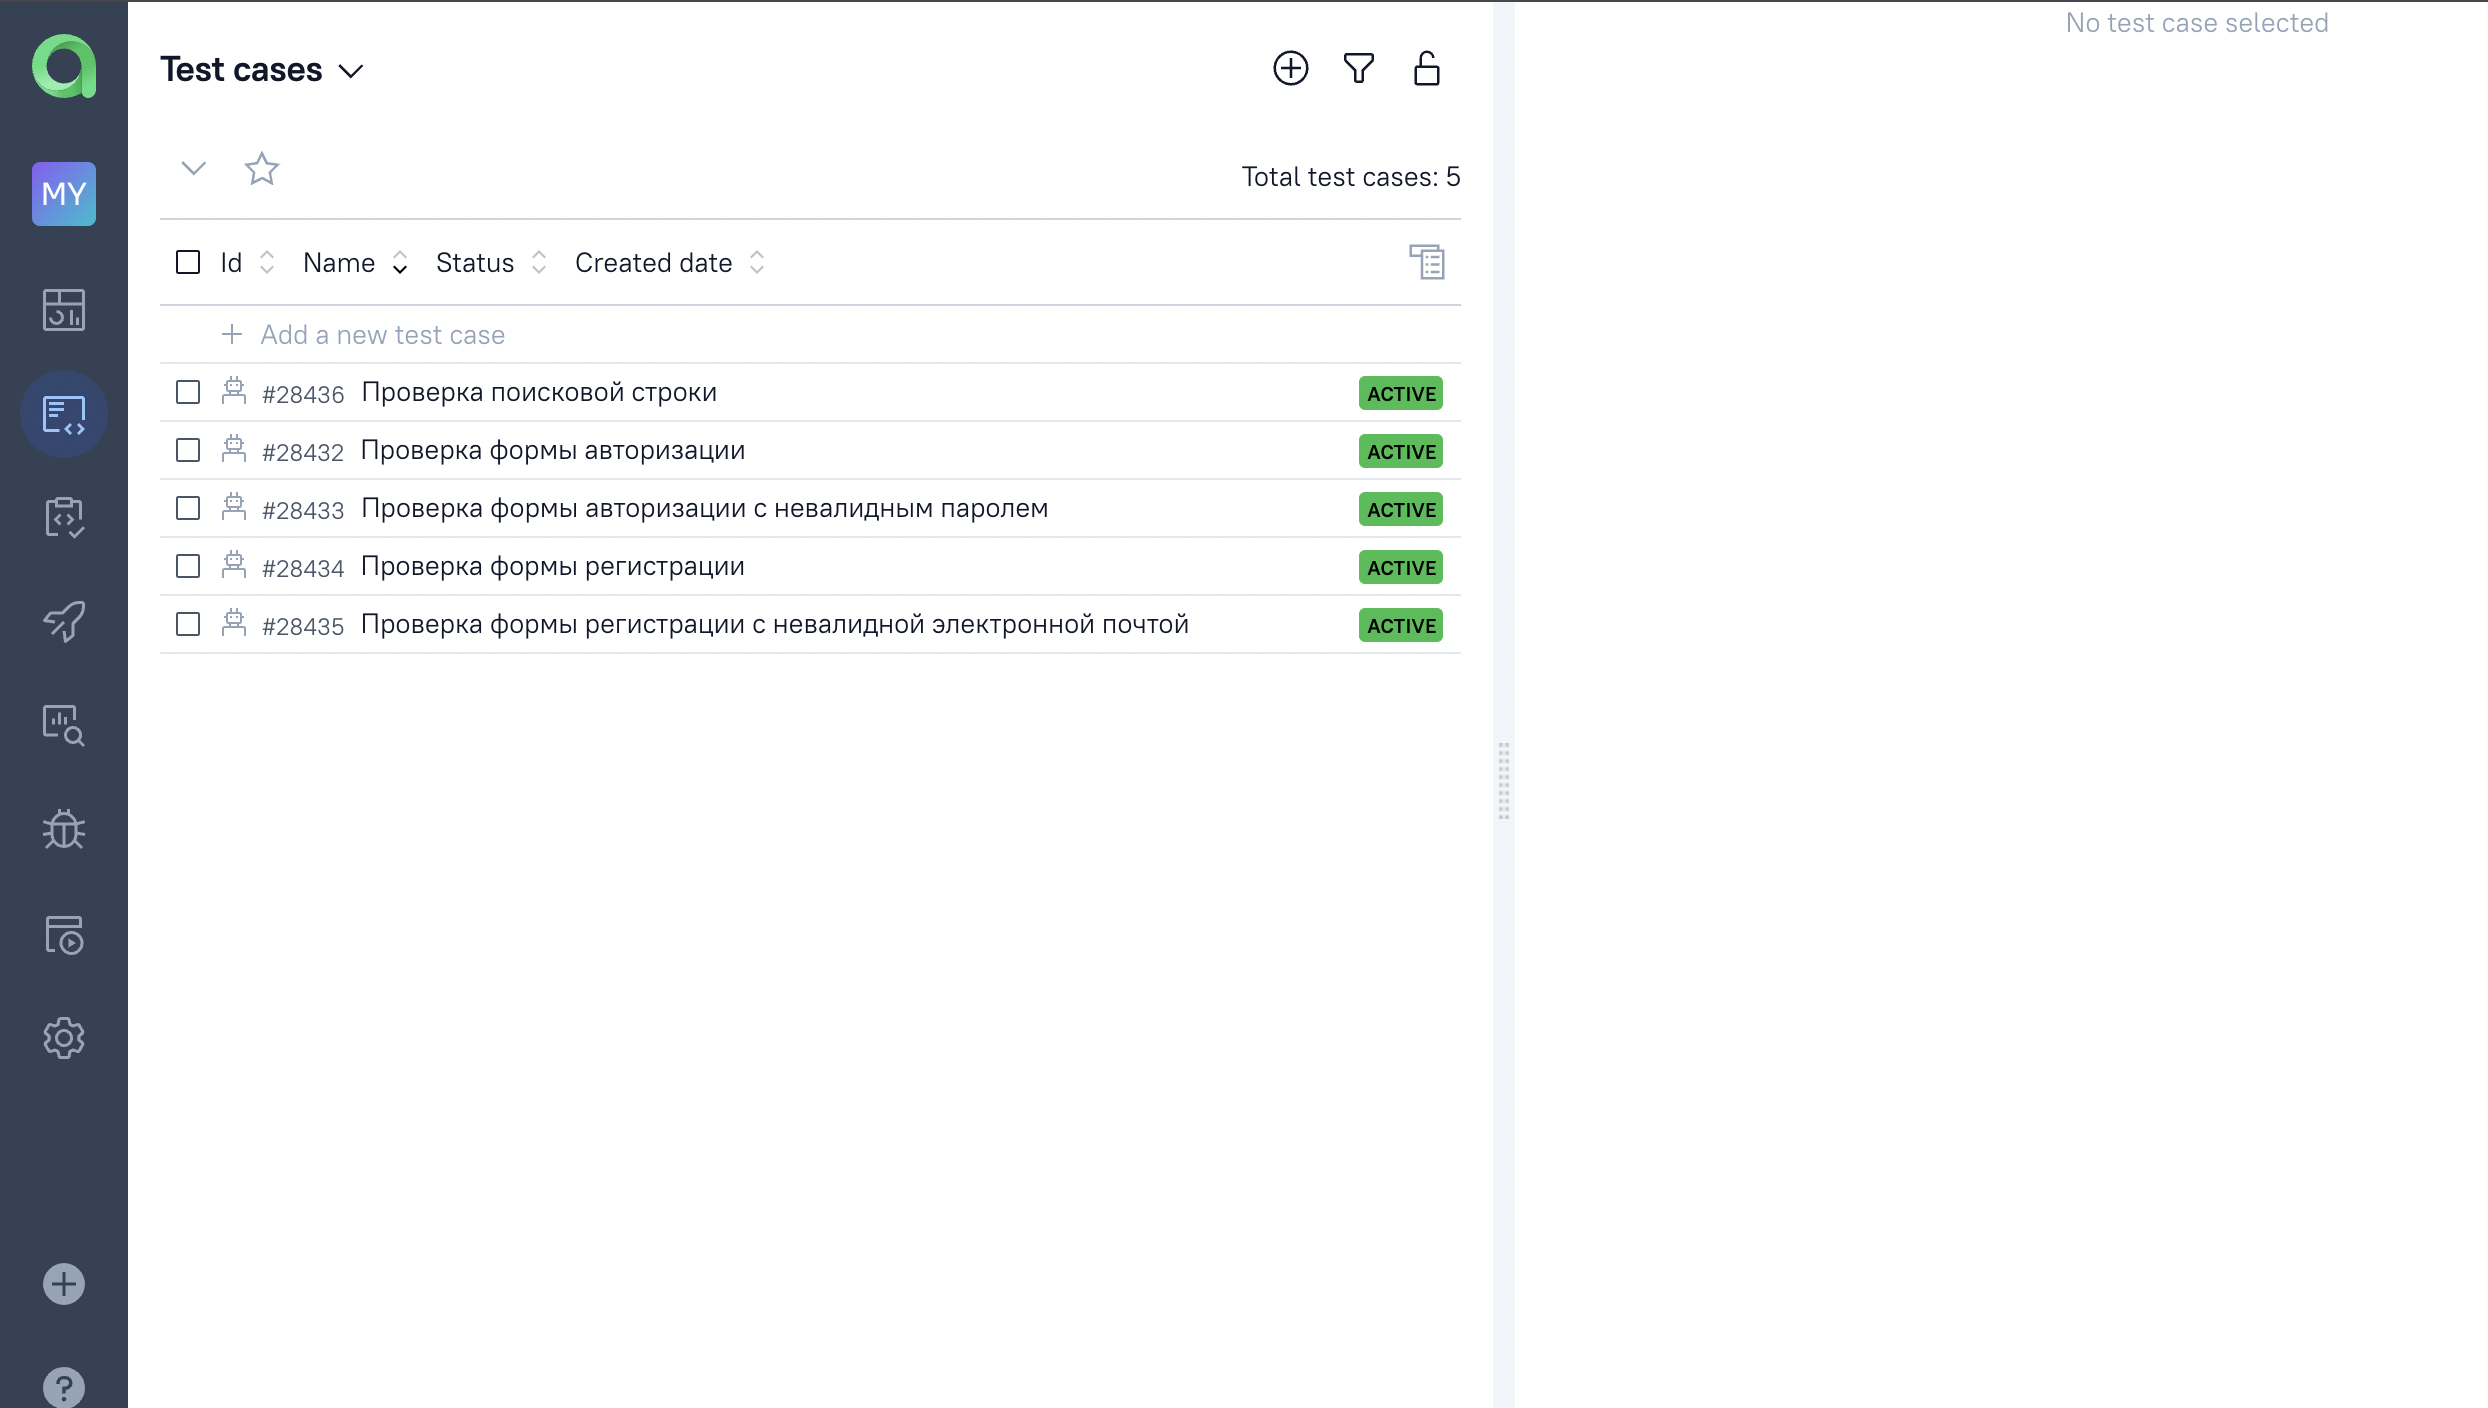 No test case selected
Test cases
MY
Total test cases: 5
Id Name Status Created date
Add a new test case
#28436 Проверка поисковой строки ACTIVE
#28432 Проверка формы авторизации ACTIVE
#28433 Проверка формы авторизации с невалидным паролем ACTIVE
#28434 Проверка формы регистрации ACTIVE
#28435 Проверка формы регистрации с невалидной электронной почтой ACTIVE